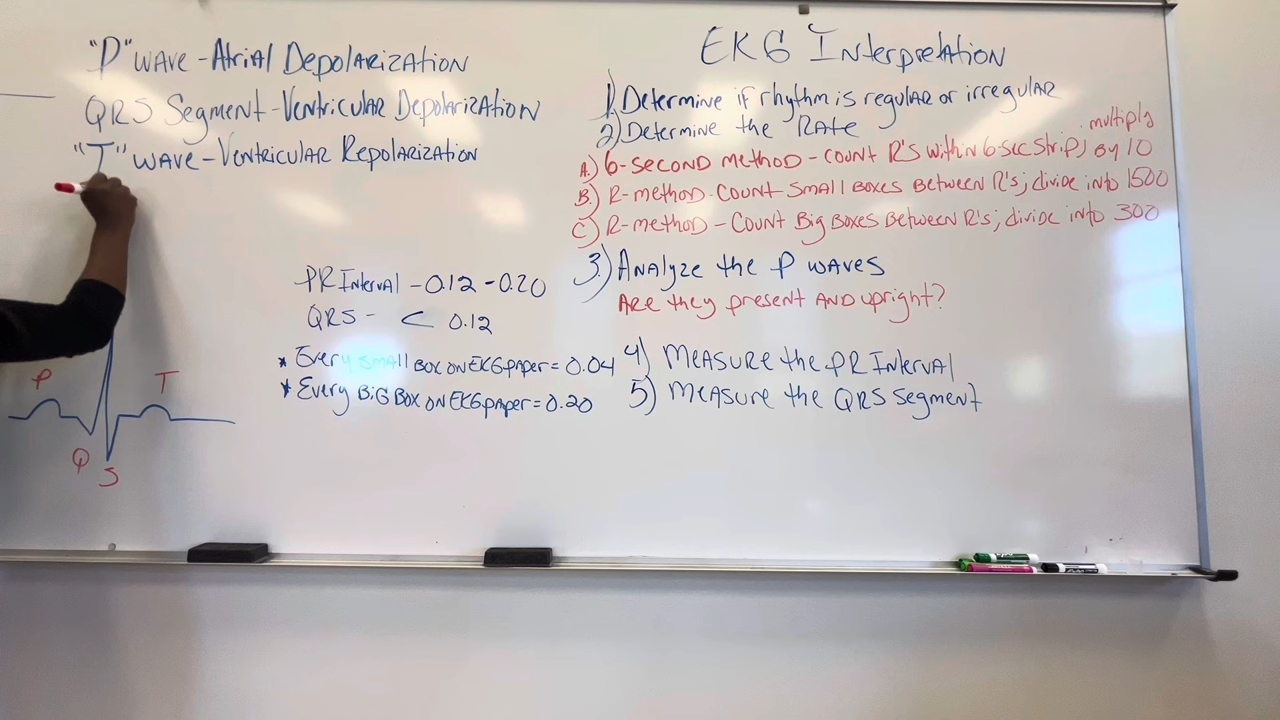 "P" wave - Atrial Depolarization
QRS Segment - Ventricular Depolarization
"T" wave - Ventricular Repolarization
PR Interval - 0.12 - 0.20
QRS - < 0.12
* Every small Box on EKG paper = 0.04
* Every Big Box on EKG paper = 0.20
P
T
Q
S
EKG Interpretation
1) Determine if rhythm is regular or irregular
2) Determine the Rate
A.) 6-second method - count R's within 6-sec strip; multiply by 10
B.) R-method - Count small boxes between R's; divide into 1500
C.) R-method - Count Big Boxes Between R's; divide into 300
3.) Analyze the P waves
Are they present and upright?
4) Measure the PR Interval
5) Measure the QRS segment